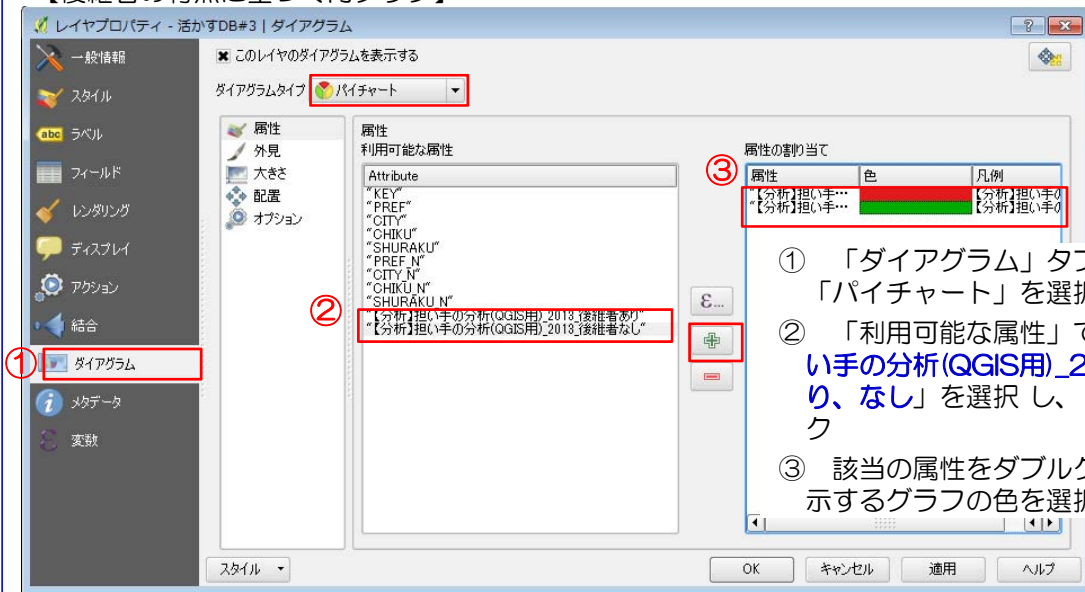 レイヤプロパティ - 活かすDB#3 | ダイアグラム
一般情報
スタイル
abc ラベル
フィールド
レンダリング
ディスプレイ
アクション
結合
① ダイアグラム
メタデータ
変数
このレイヤのダイアグラムを表示する
ダイアグラムタイプ パイチャート
属性
外見
大きさ
配置
オプション
属性
利用可能な属性
Attribute
"KEY"
"PREF"
"CITY"
"CHIKU"
"SHURAKU"
"PREF_N"
"CITY_N"
"CHIKU_N"
"SHURAKU_N"
②
"【分析】担い手の分析(QGIS用)_2013_後継者あり"
"【分析】担い手の分析(QGIS用)_2013_後継者なし"
ε...
属性の割り当て
③
属性 色 凡例
"【分析】担い手… 【分析】担い手の
"【分析】担い手… 【分析】担い手の
① 「ダイアグラム」タブ
「パイチャート」を選択
② 「利用可能な属性」で
い手の分析(QGIS用)_2
り、なし」を選択 し、
ク
③ 該当の属性をダブルク
示するグラフの色を選択
スタイル
OK キャンセル 適用 ヘルプ